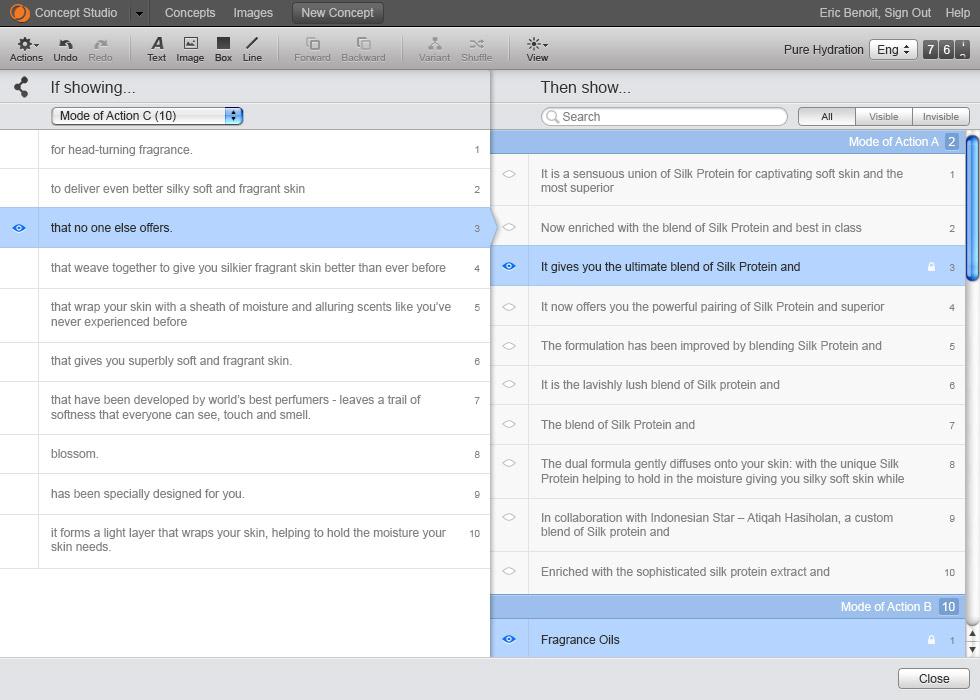 Concept Studio Concepts Images New Concept Eric Benoit, Sign Out Help
Actions Undo Redo Text Image Box Line Forward Backward Variant Shuffle View Pure Hydration Eng 7 6
If showing...
Mode of Action C (10)
for head-turning fragrance. 1
to deliver even better silky soft and fragrant skin 2
that no one else offers. 3
that weave together to give you silkier fragrant skin better than ever before 4
that wrap your skin with a sheath of moisture and alluring scents like you've 5
never experienced before
that gives you superbly soft and fragrant skin. 6
that have been developed by world's best perfumers - leaves a trail of 7
softness that everyone can see, touch and smell.
blossom. 8
has been specially designed for you. 9
it forms a light layer that wraps your skin, helping to hold the moisture your 10
skin needs.
Then show...
Search All Visible Invisible
Mode of Action A 2
It is a sensuous union of Silk Protein for captivating soft skin and the 1
most superior
Now enriched with the blend of Silk Protein and best in class 2
It gives you the ultimate blend of Silk Protein and 3
It now offers you the powerful pairing of Silk Protein and superior 4
The formulation has been improved by blending Silk Protein and 5
It is the lavishly lush blend of Silk protein and 6
The blend of Silk Protein and 7
The dual formula gently diffuses onto your skin: with the unique Silk 8
Protein helping to hold in the moisture giving you silky soft skin while
In collaboration with Indonesian Star – Atiqah Hasiholan, a custom 9
blend of Silk protein and
Enriched with the sophisticated silk protein extract and 10
Mode of Action B 10
Fragrance Oils 1
Close